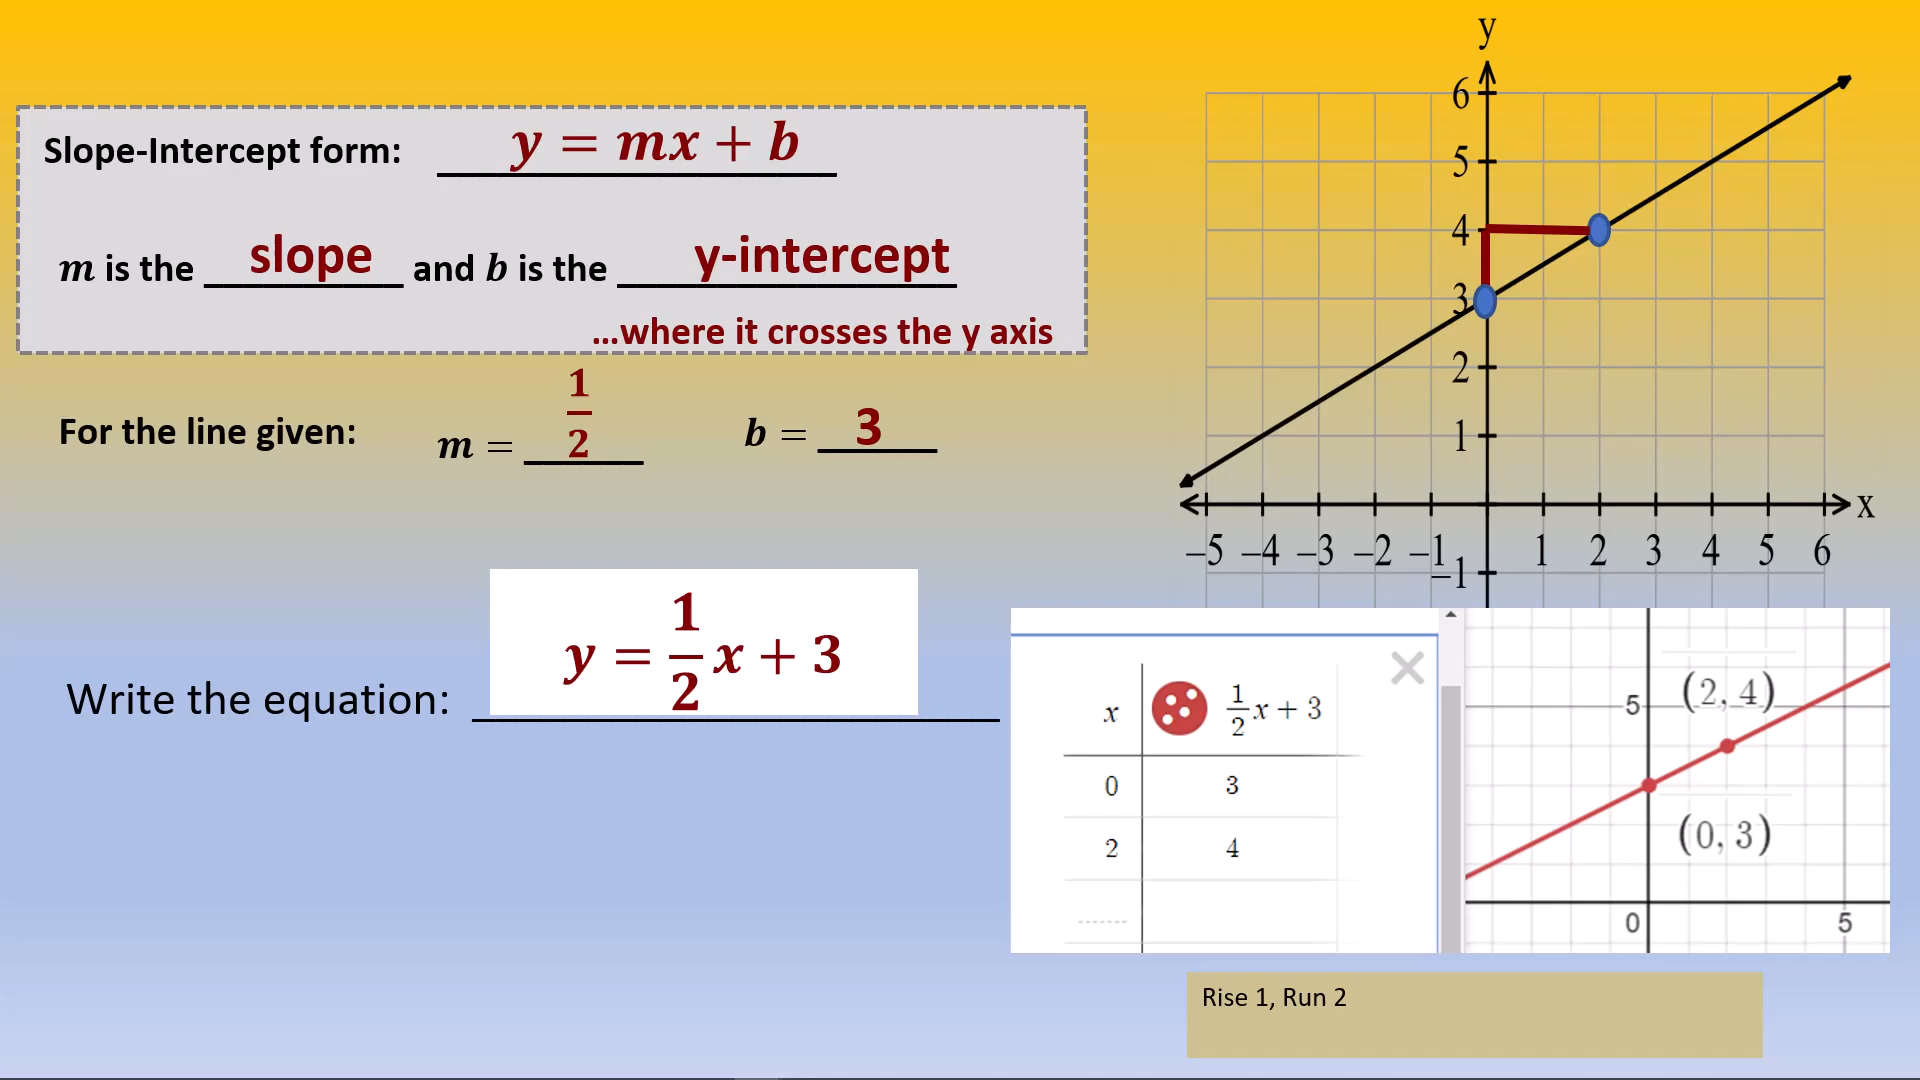 Slope-Intercept form: y = mx + b
m is the slope and b is the y-intercept
...where it crosses the y axis
For the line given: m = 1/2 b = 3
Write the equation: y = 1/2 x + 3
y
6
5
4
3
2
1
–5 –4 –3 –2 –1 1 2 3 4 5 6 x
–1
x 1/2 x + 3
0 3
2 4
(2, 4)
5
(0, 3)
0 5
Rise 1, Run 2